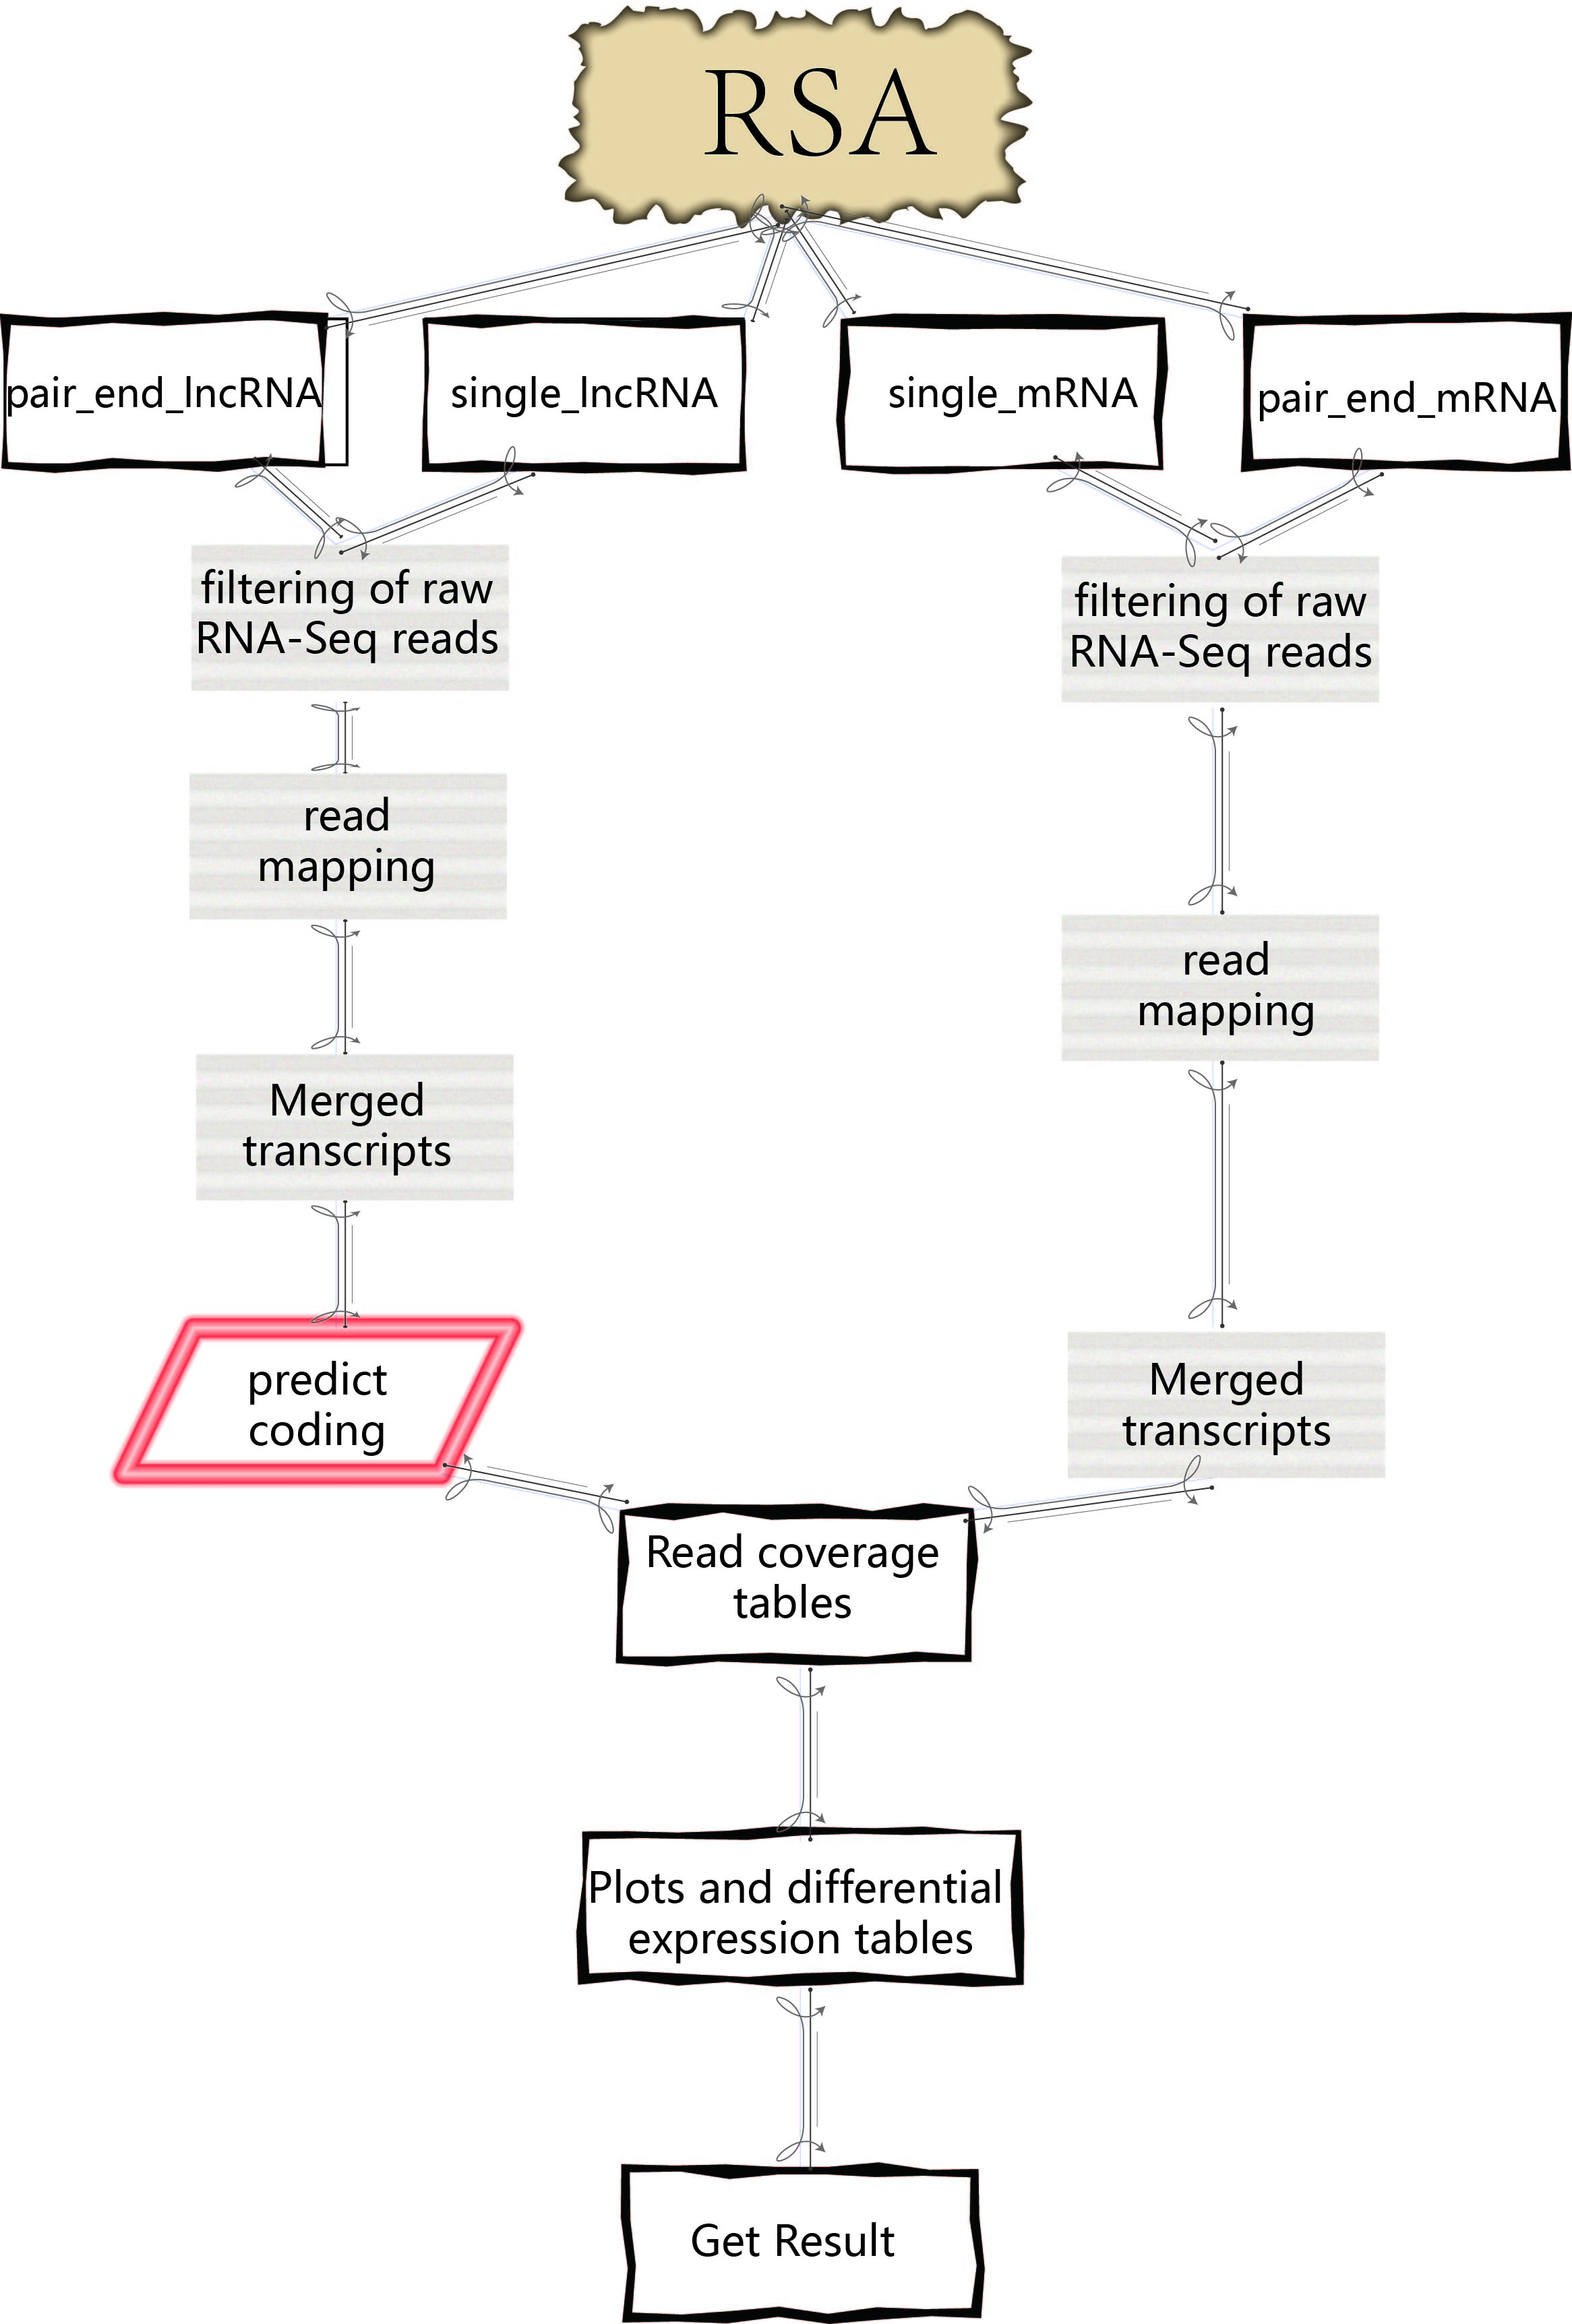 RSA
pair_end_lncRNA
single_lncRNA
single_mRNA
pair_end_mRNA
filtering of raw
RNA-Seq reads
filtering of raw
RNA-Seq reads
read
mapping
read
mapping
Merged
transcripts
predict
coding
Merged
transcripts
Read coverage
tables
Plots and differential
expression tables
Get Result